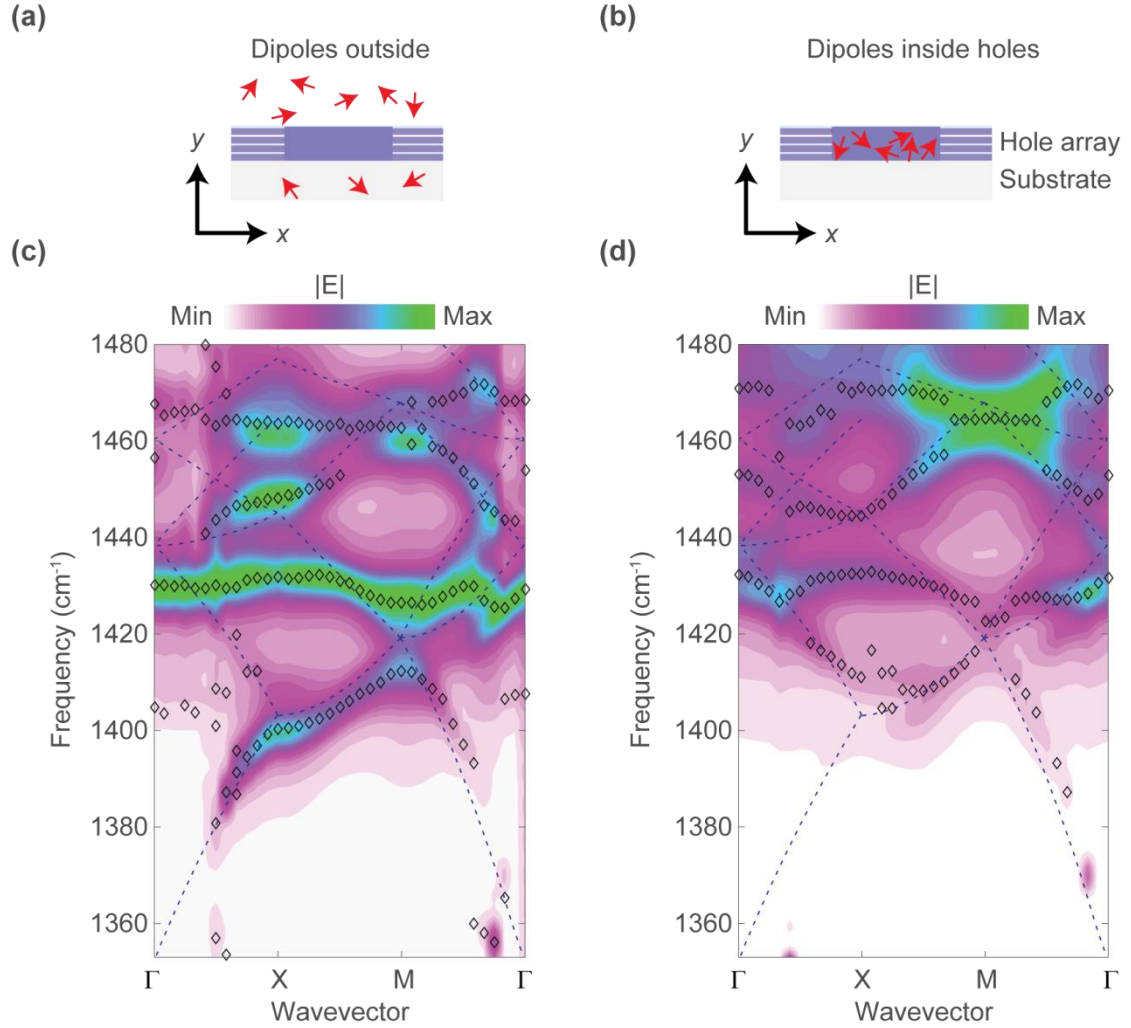 (a)
Dipoles outside
y
x
(b)
Dipoles inside holes
y
x
Hole array
Substrate
(c)
|E|
Min
Max
Frequency (cm-1)
1480
1460
1440
1420
1400
1380
1360
Γ
X
M
Γ
Wavevector
(d)
|E|
Min
Max
Frequency (cm-1)
1480
1460
1440
1420
1400
1380
1360
Γ
X
M
Γ
Wavevector